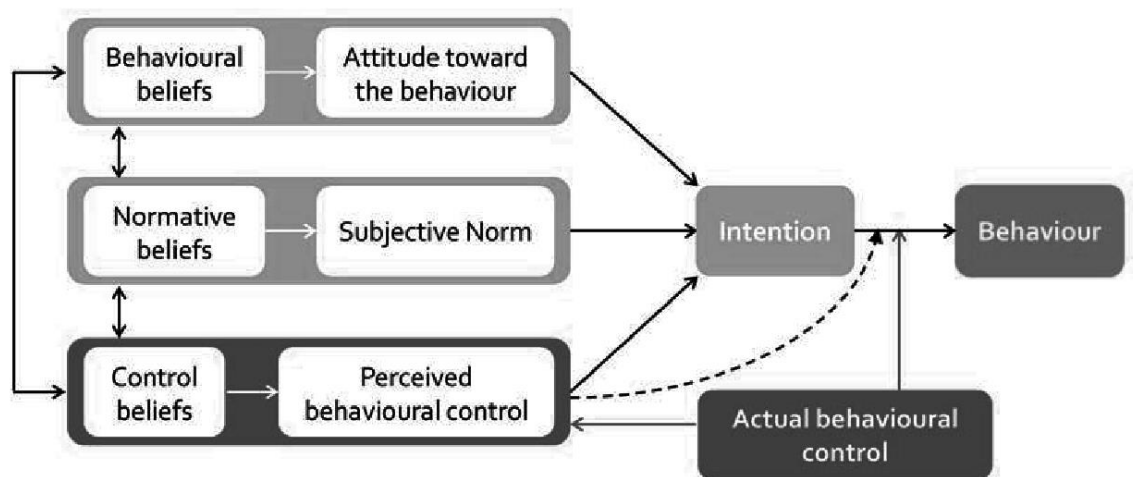 Behavioural
beliefs
Attitude toward
the behaviour
Normative
beliefs
Subjective Norm
Intention
Behaviour
Control
beliefs
Perceived
behavioural control
Actual behavioural
control